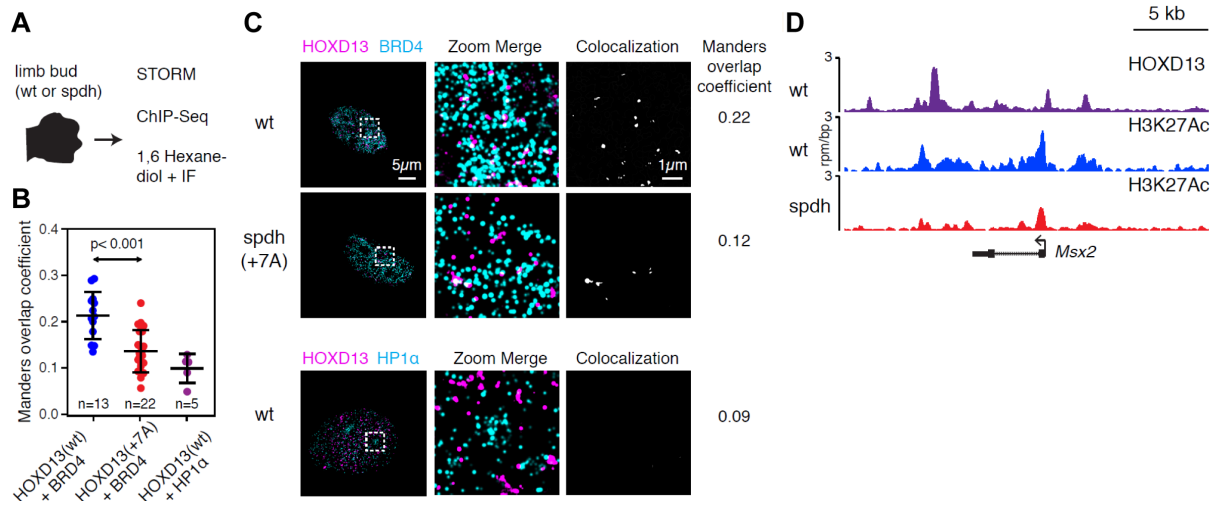 A
limb bud
(wt or spdh)
STORM
ChIP-Seq
1,6 Hexane-
diol + IF
B
p< 0.001
Manders overlap coefficient
0.4
0.3
0.2
0.1
0.0
n=13
n=22
n=5
HOXD13(wt)
+ BRD4
HOXD13(+7A)
+ BRD4
HOXD13(wt)
+ HP1α
C
HOXD13 BRD4
Zoom Merge
Colocalization
Manders
overlap
coefficient
wt
5µm
1µm
0.22
spdh
(+7A)
0.12
HOXD13 HP1α
Zoom Merge
Colocalization
wt
0.09
D
5 kb
3
HOXD13
wt
3
H3K27Ac
wt
rpm/bp
3
H3K27Ac
spdh
Msx2